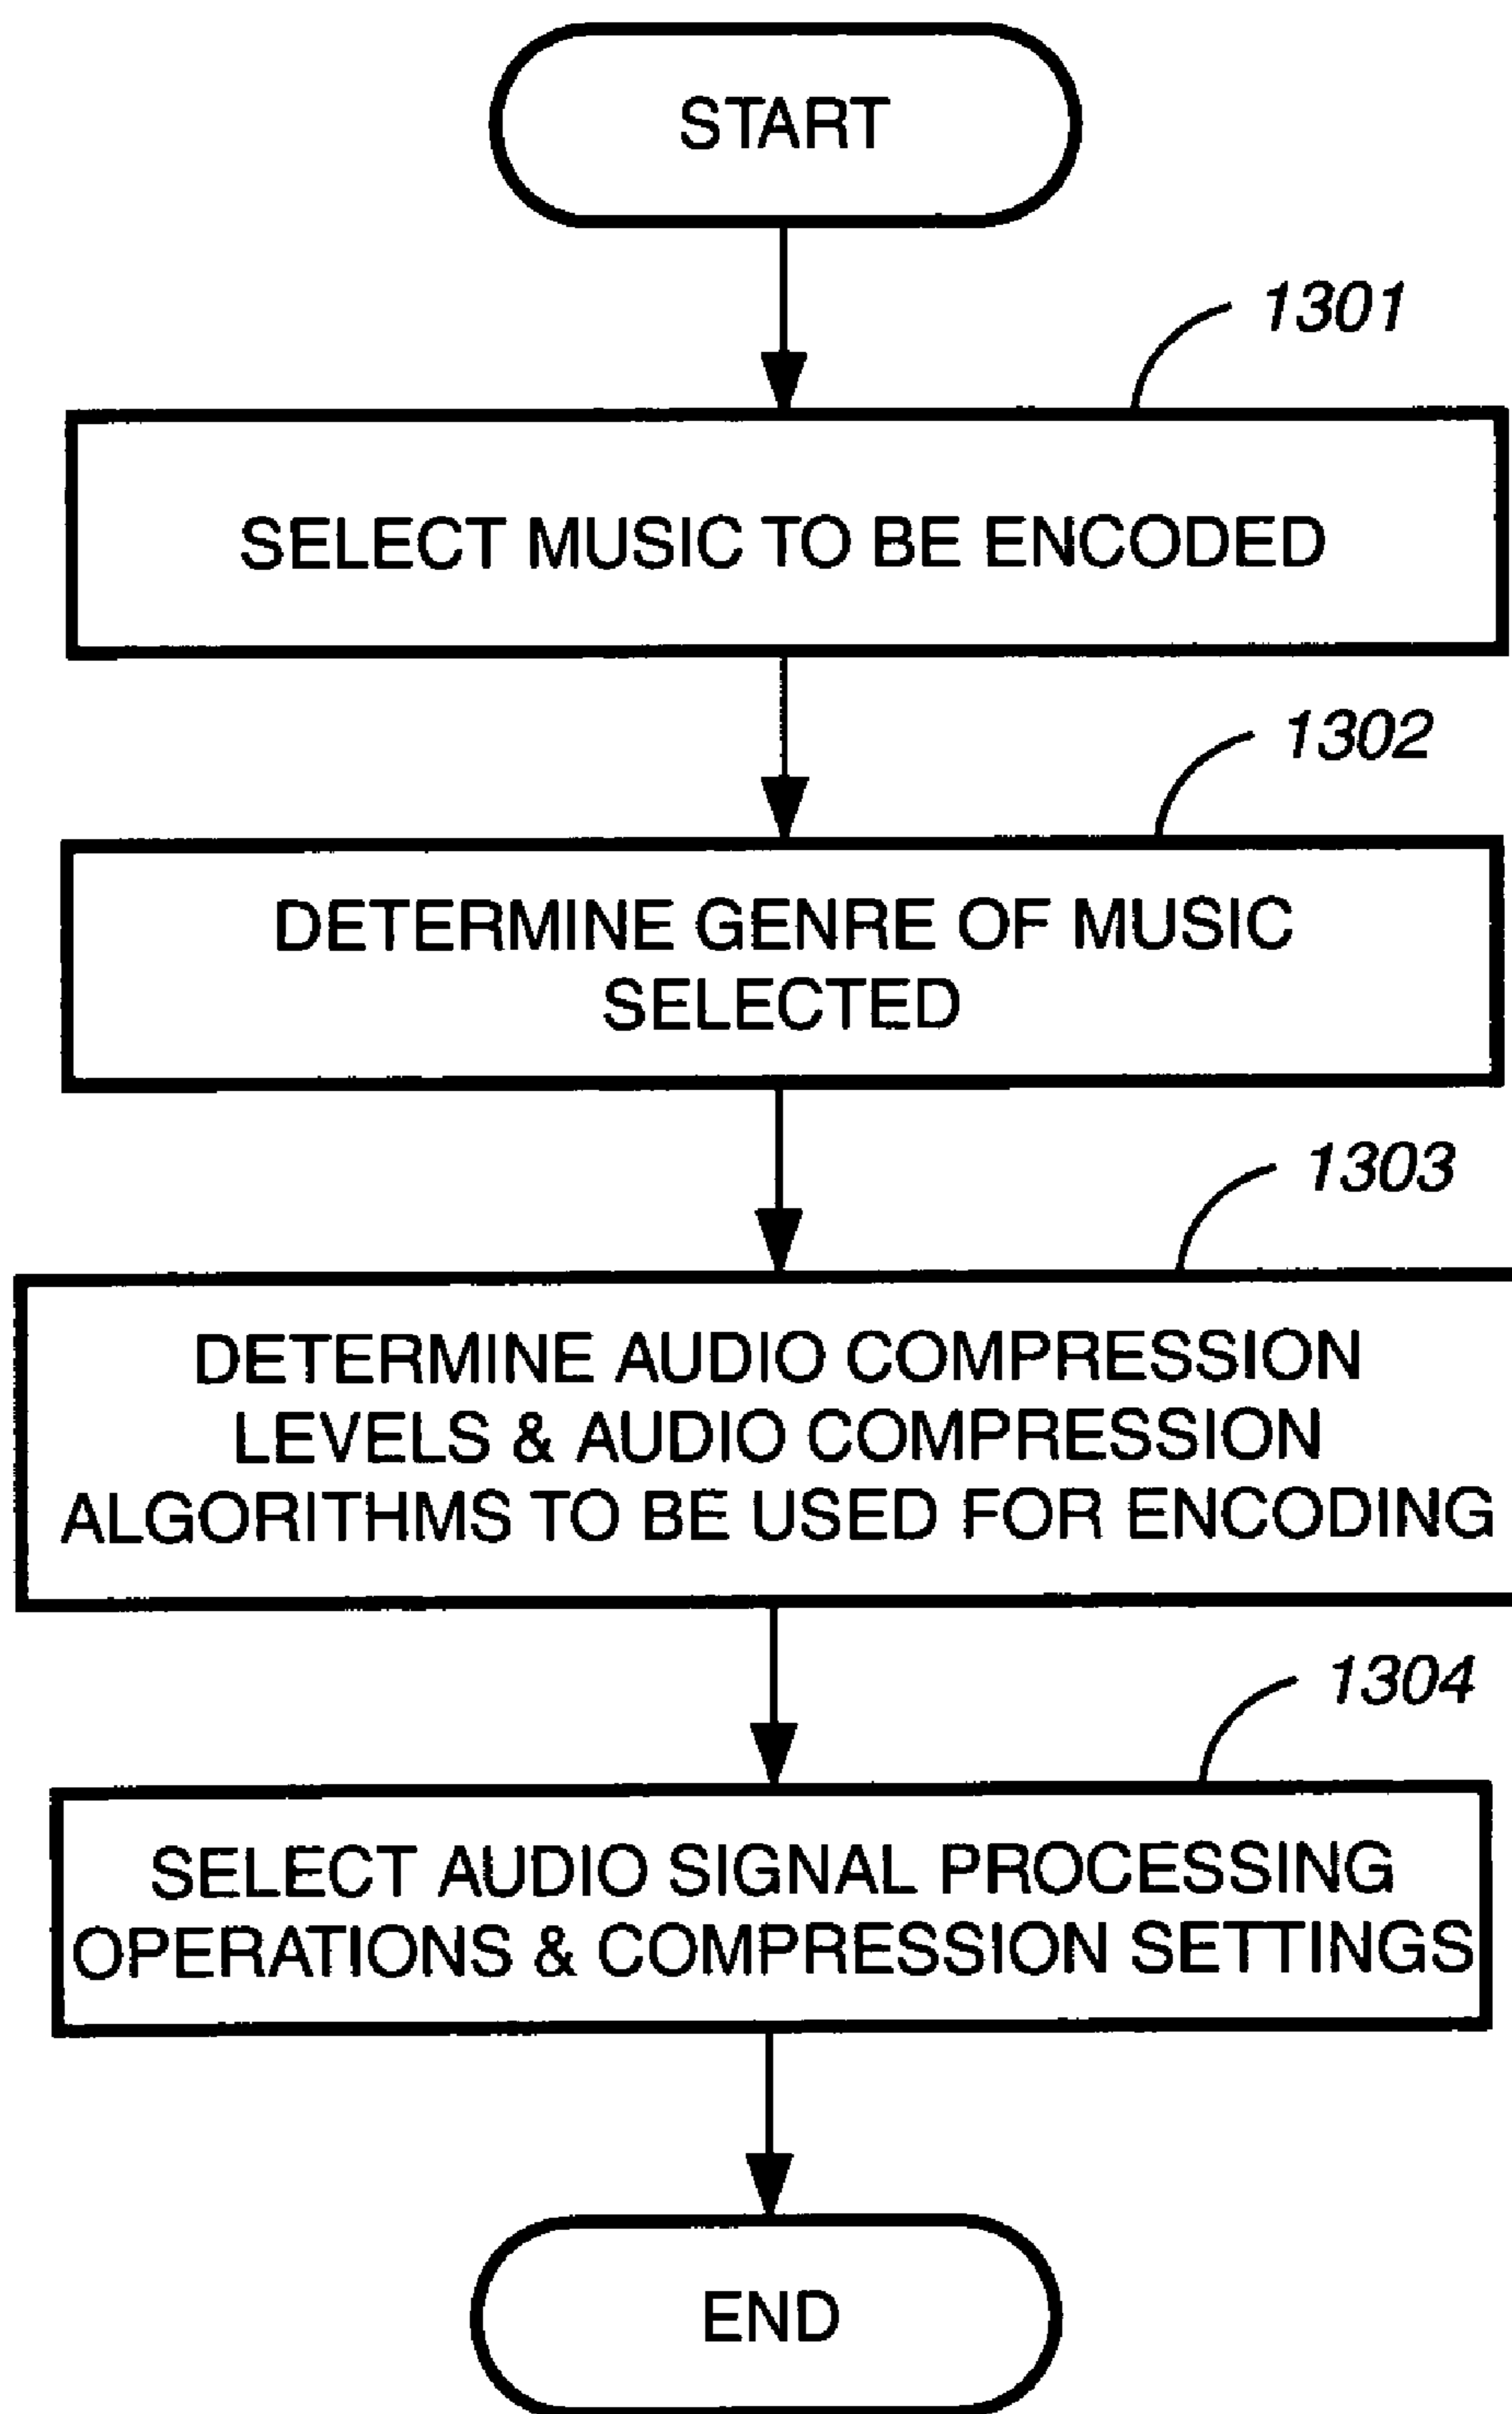 START
1301
SELECT MUSIC TO BE ENCODED
1302
DETERMINE GENRE OF MUSIC
SELECTED
1303
DETERMINE AUDIO COMPRESSION
LEVELS & AUDIO COMPRESSION
ALGORITHMS TO BE USED FOR ENCODING
1304
SELECT AUDIO SIGNAL PROCESSING
OPERATIONS & COMPRESSION SETTINGS
END